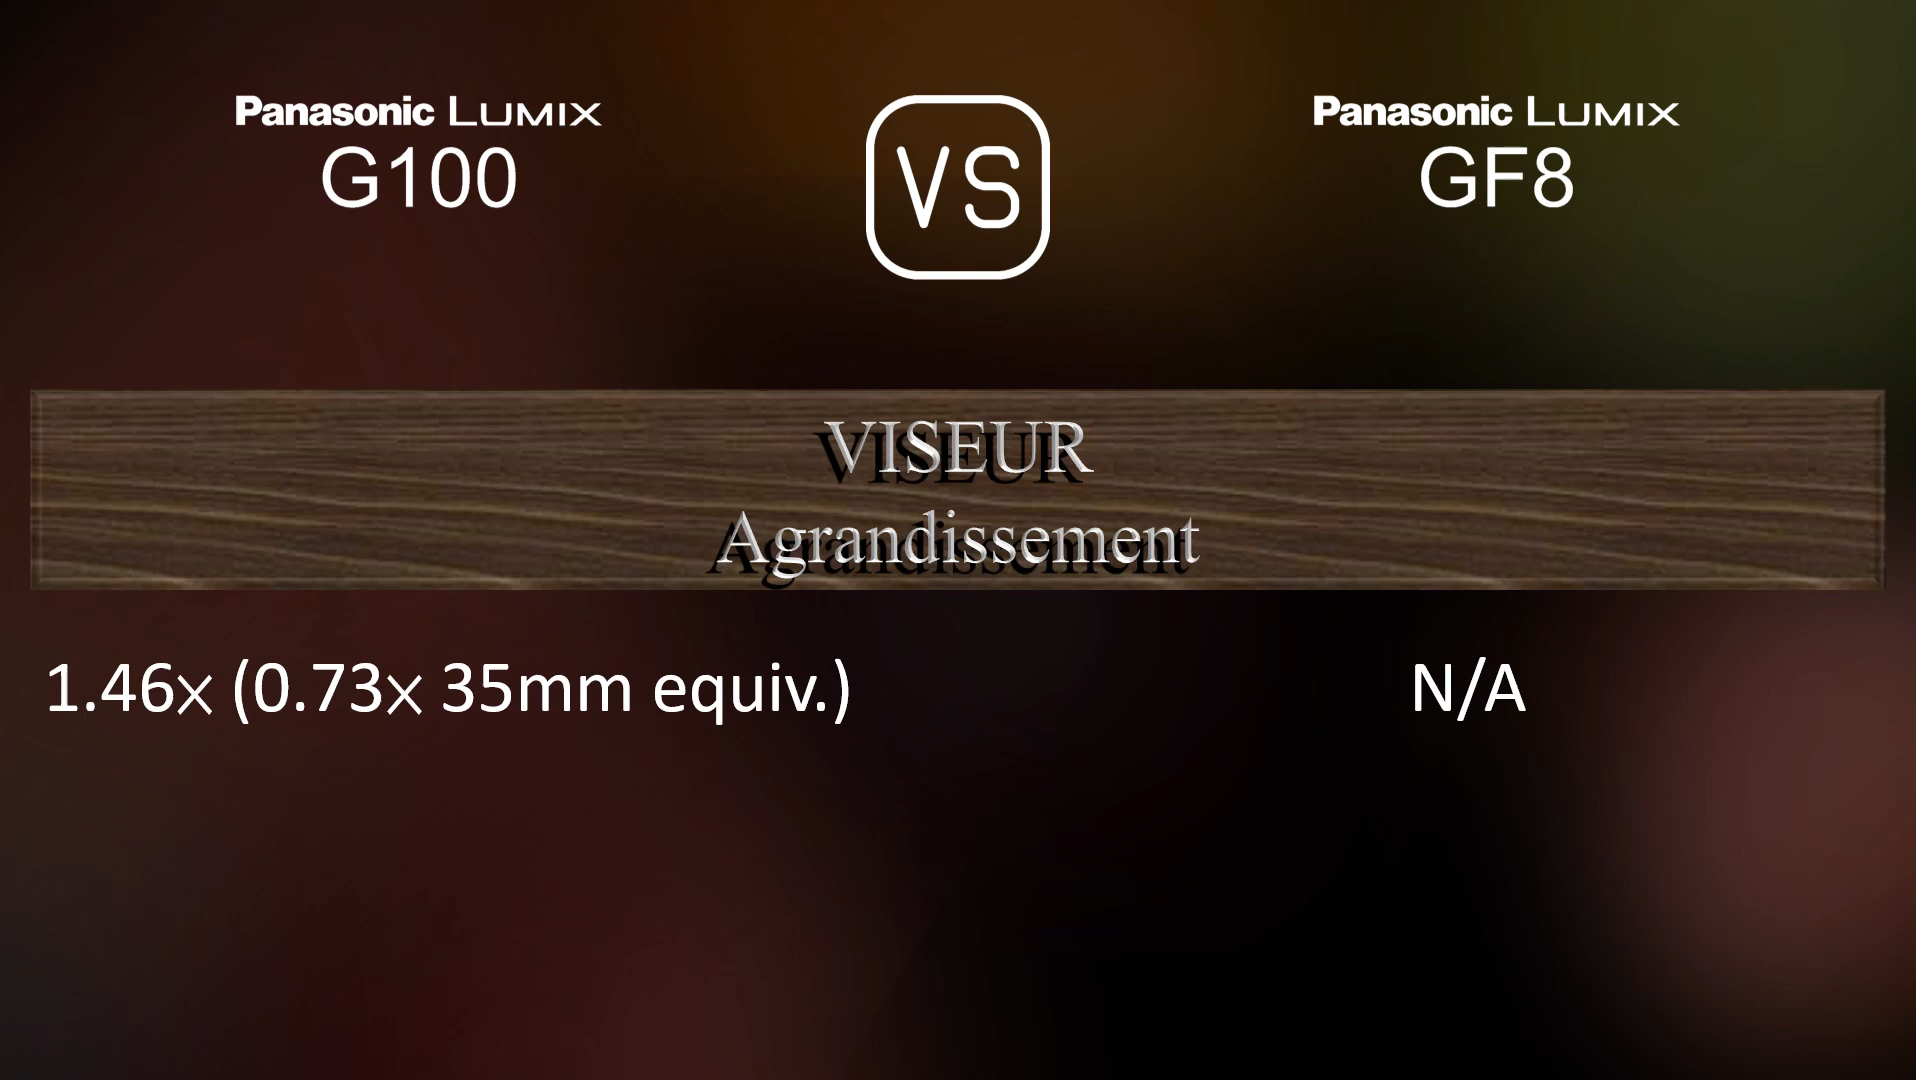 Panasonic LUMIX
G100
VS
Panasonic LUMIX
GF8
VISEUR
Agrandissement
1.46x (0.73x 35mm equiv.)
N/A